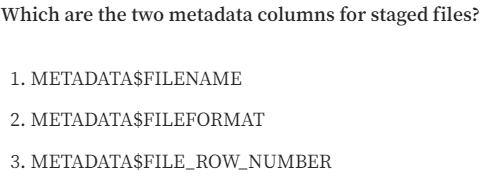 Which are the two metadata columns for staged files?
1. METADATA$FILENAME
2. METADATA$FILEFORMAT
3. METADATA$FILE_ROW_NUMBER